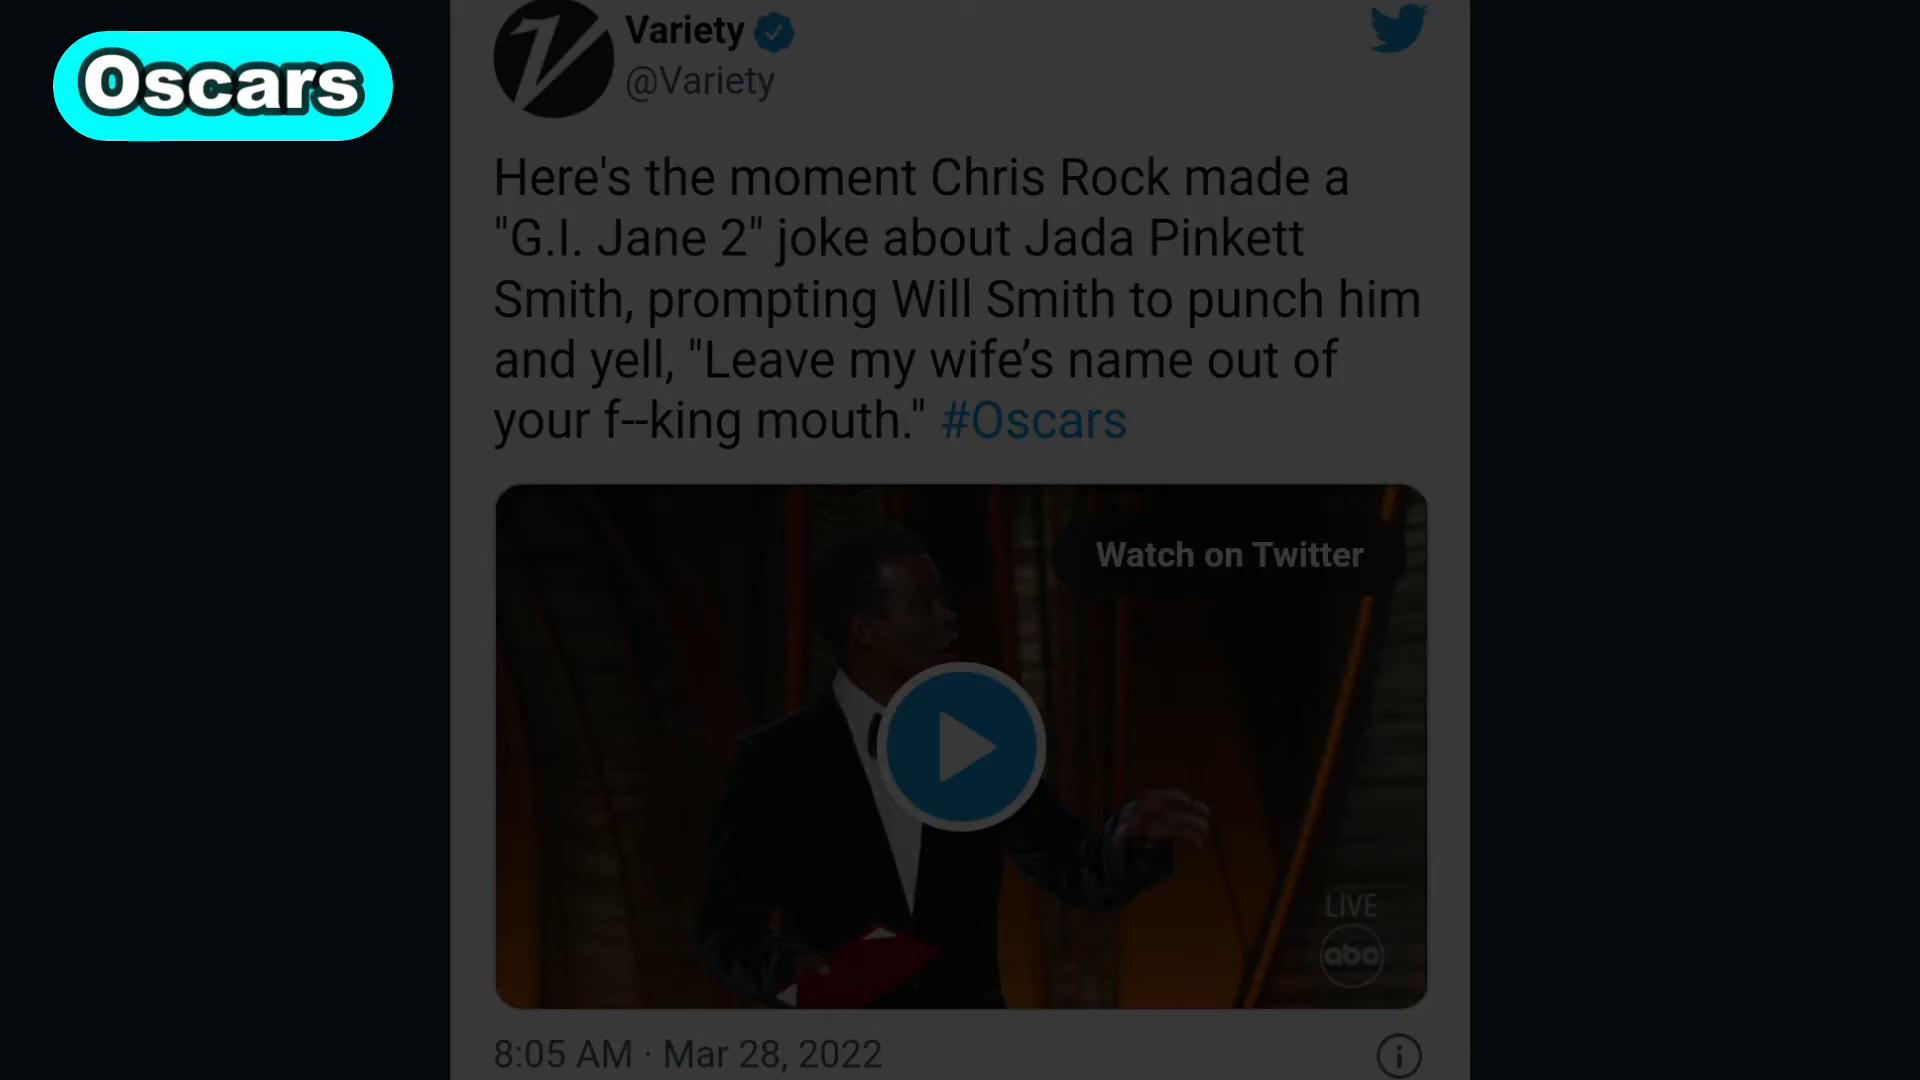 Oscars
Variety
@Variety
Here's the moment Chris Rock made a
"G.I. Jane 2" joke about Jada Pinkett
Smith, prompting Will Smith to punch him
and yell, "Leave my wife’s name out of
your f--king mouth." #Oscars
Watch on Twitter
LIVE
abc
8:05 AM · Mar 28, 2022